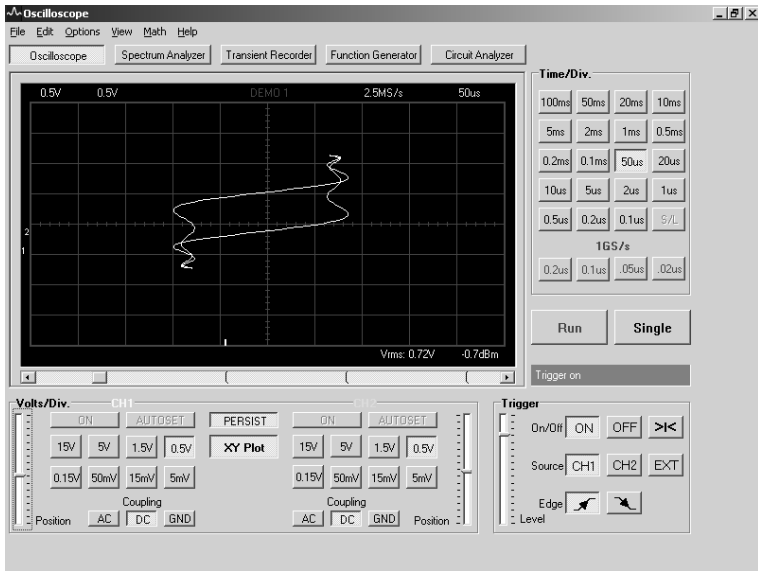 Oscilloscope
File Edit Options View Math Help
Oscilloscope Spectrum Analyzer Transient Recorder Function Generator Circuit Analyzer
0.5V 0.5V DEMO 1 2.5MS/s 50us
2
1
Vrms: 0.72V -0.7dBm
Time/Div.
100ms 50ms 20ms 10ms
5ms 2ms 1ms 0.5ms
0.2ms 0.1ms 50us 20us
10us 5us 2us 1us
0.5us 0.2us 0.1us S/L
1GS/s
0.2us 0.1us .05us .02us
Run Single
Trigger on
Volts/Div. CH1 CH2
ON AUTOSET PERSIST ON AUTOSET
15V 5V 1.5V 0.5V XY Plot 15V 5V 1.5V 0.5V
0.15V 50mV 15mV 5mV 0.15V 50mV 15mV 5mV
Coupling Coupling
Position AC DC GND AC DC GND Position
Trigger
On/Off ON OFF >I<
Source CH1 CH2 EXT
Edge
Level